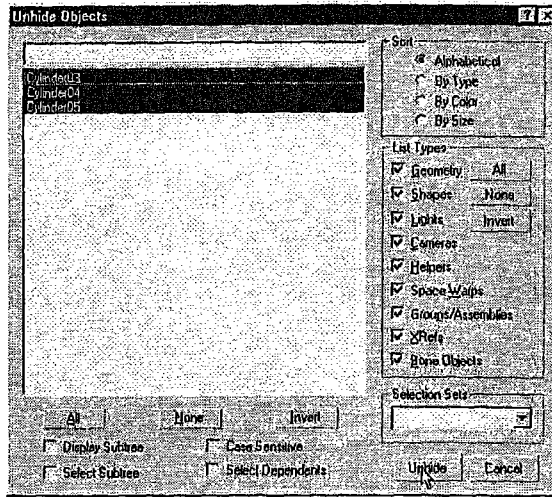 Unhide Objects
Cylinder03
Cylinder04
Cylinder05
All
None
Invert
Display Subtree
Case Sensitive
Select Subtree
Select Dependents
Sort
Alphabetical
By Type
By Color
By Size
List Types
Geometry
All
Shapes
None
Lights
Invert
Cameras
Helpers
Space Warps
Groups/Assemblies
XRefs
Bone Objects
Selection Sets
Unhide
Cancel